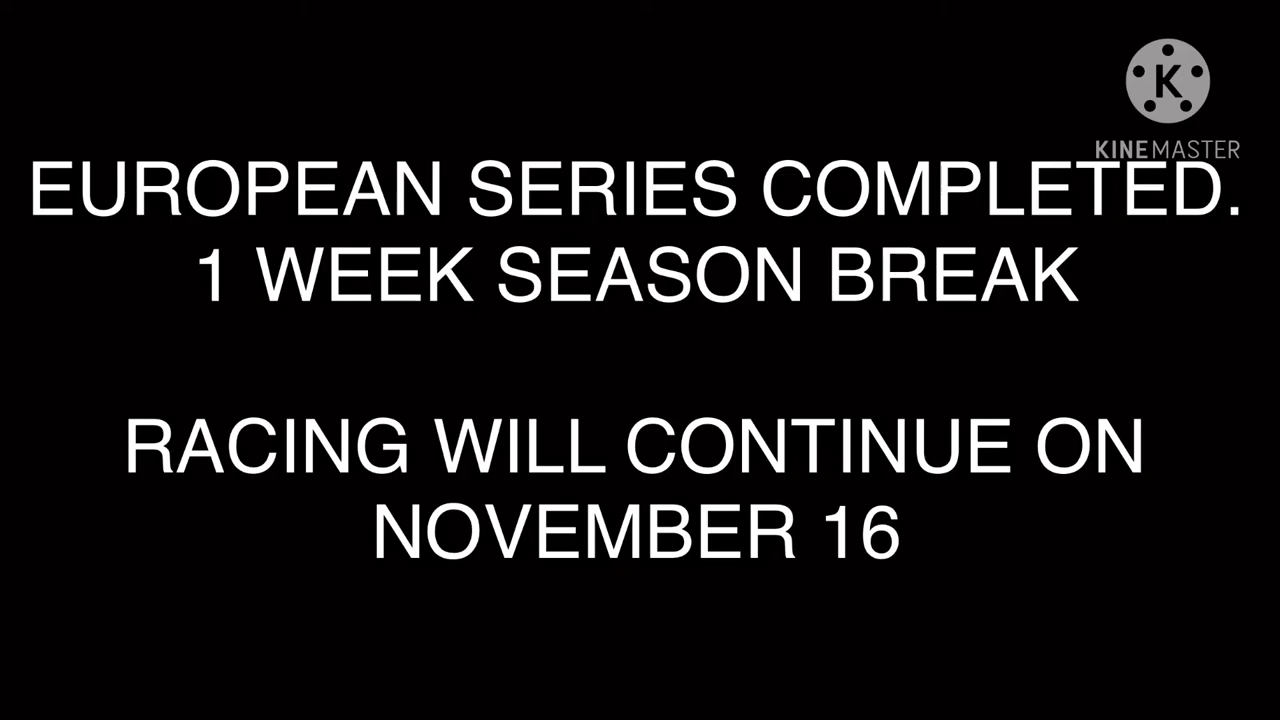 K
KINEMASTER
EUROPEAN SERIES COMPLETED.
1 WEEK SEASON BREAK
RACING WILL CONTINUE ON
NOVEMBER 16